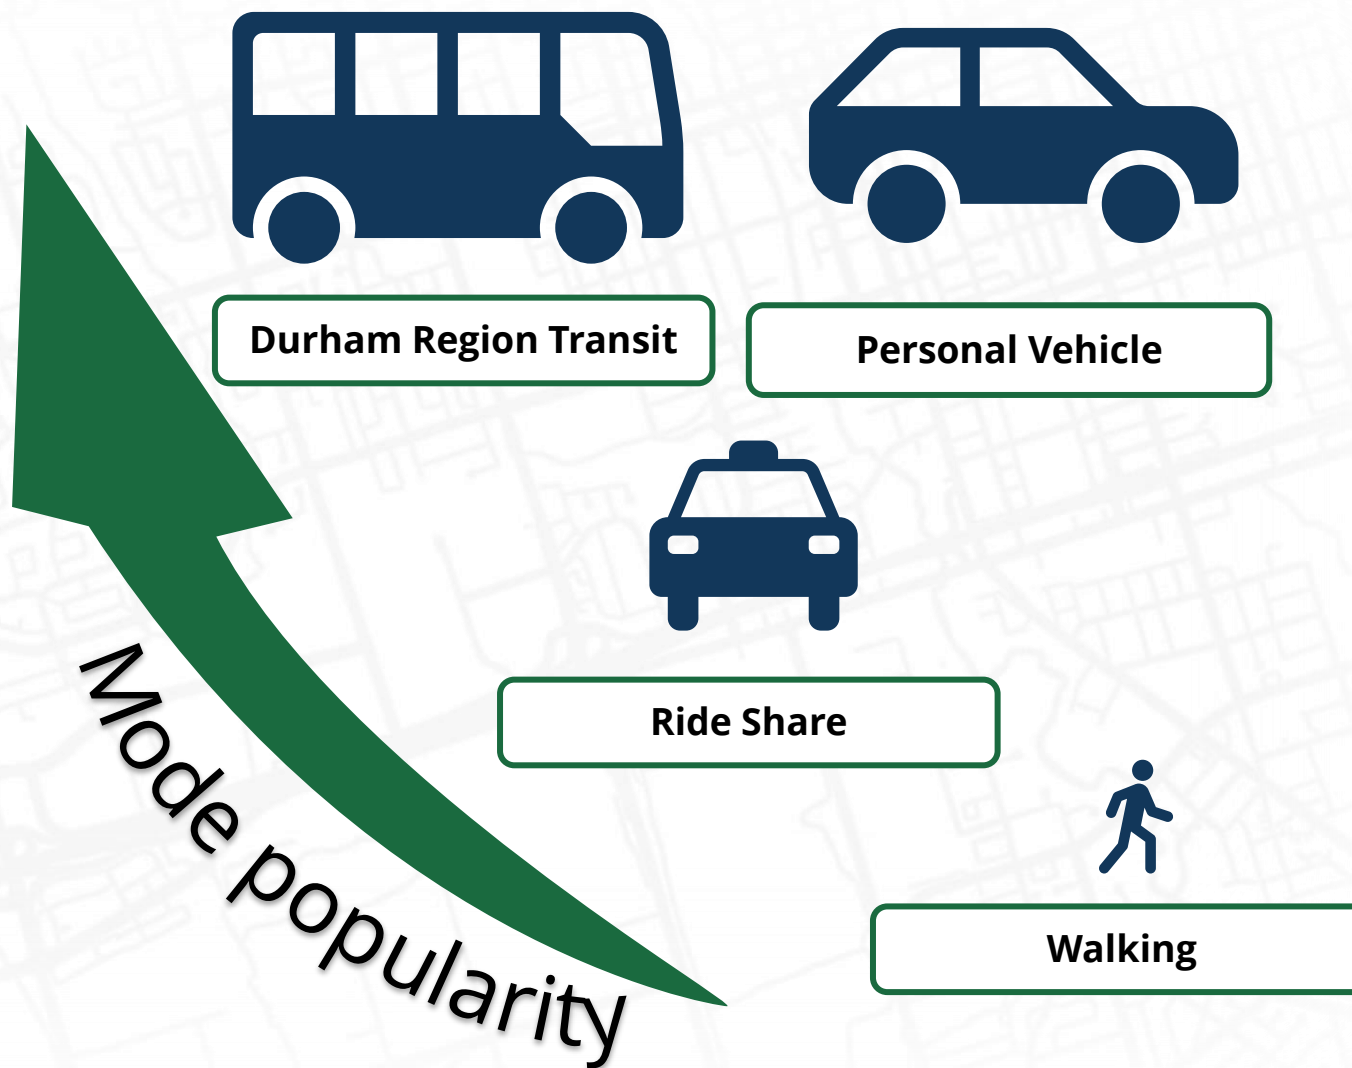 Durham Region Transit
Personal Vehicle
Ride Share
Walking
Mode popularity